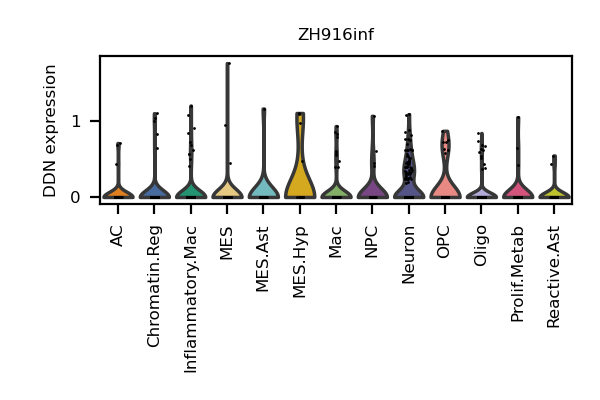 ZH916inf
DDN expression
1
0
AC
Chromatin.Reg
Inflammatory.Mac
MES
MES.Ast
MES.Hyp
Mac
NPC
Neuron
OPC
Oligo
Prolif.Metab
Reactive.Ast